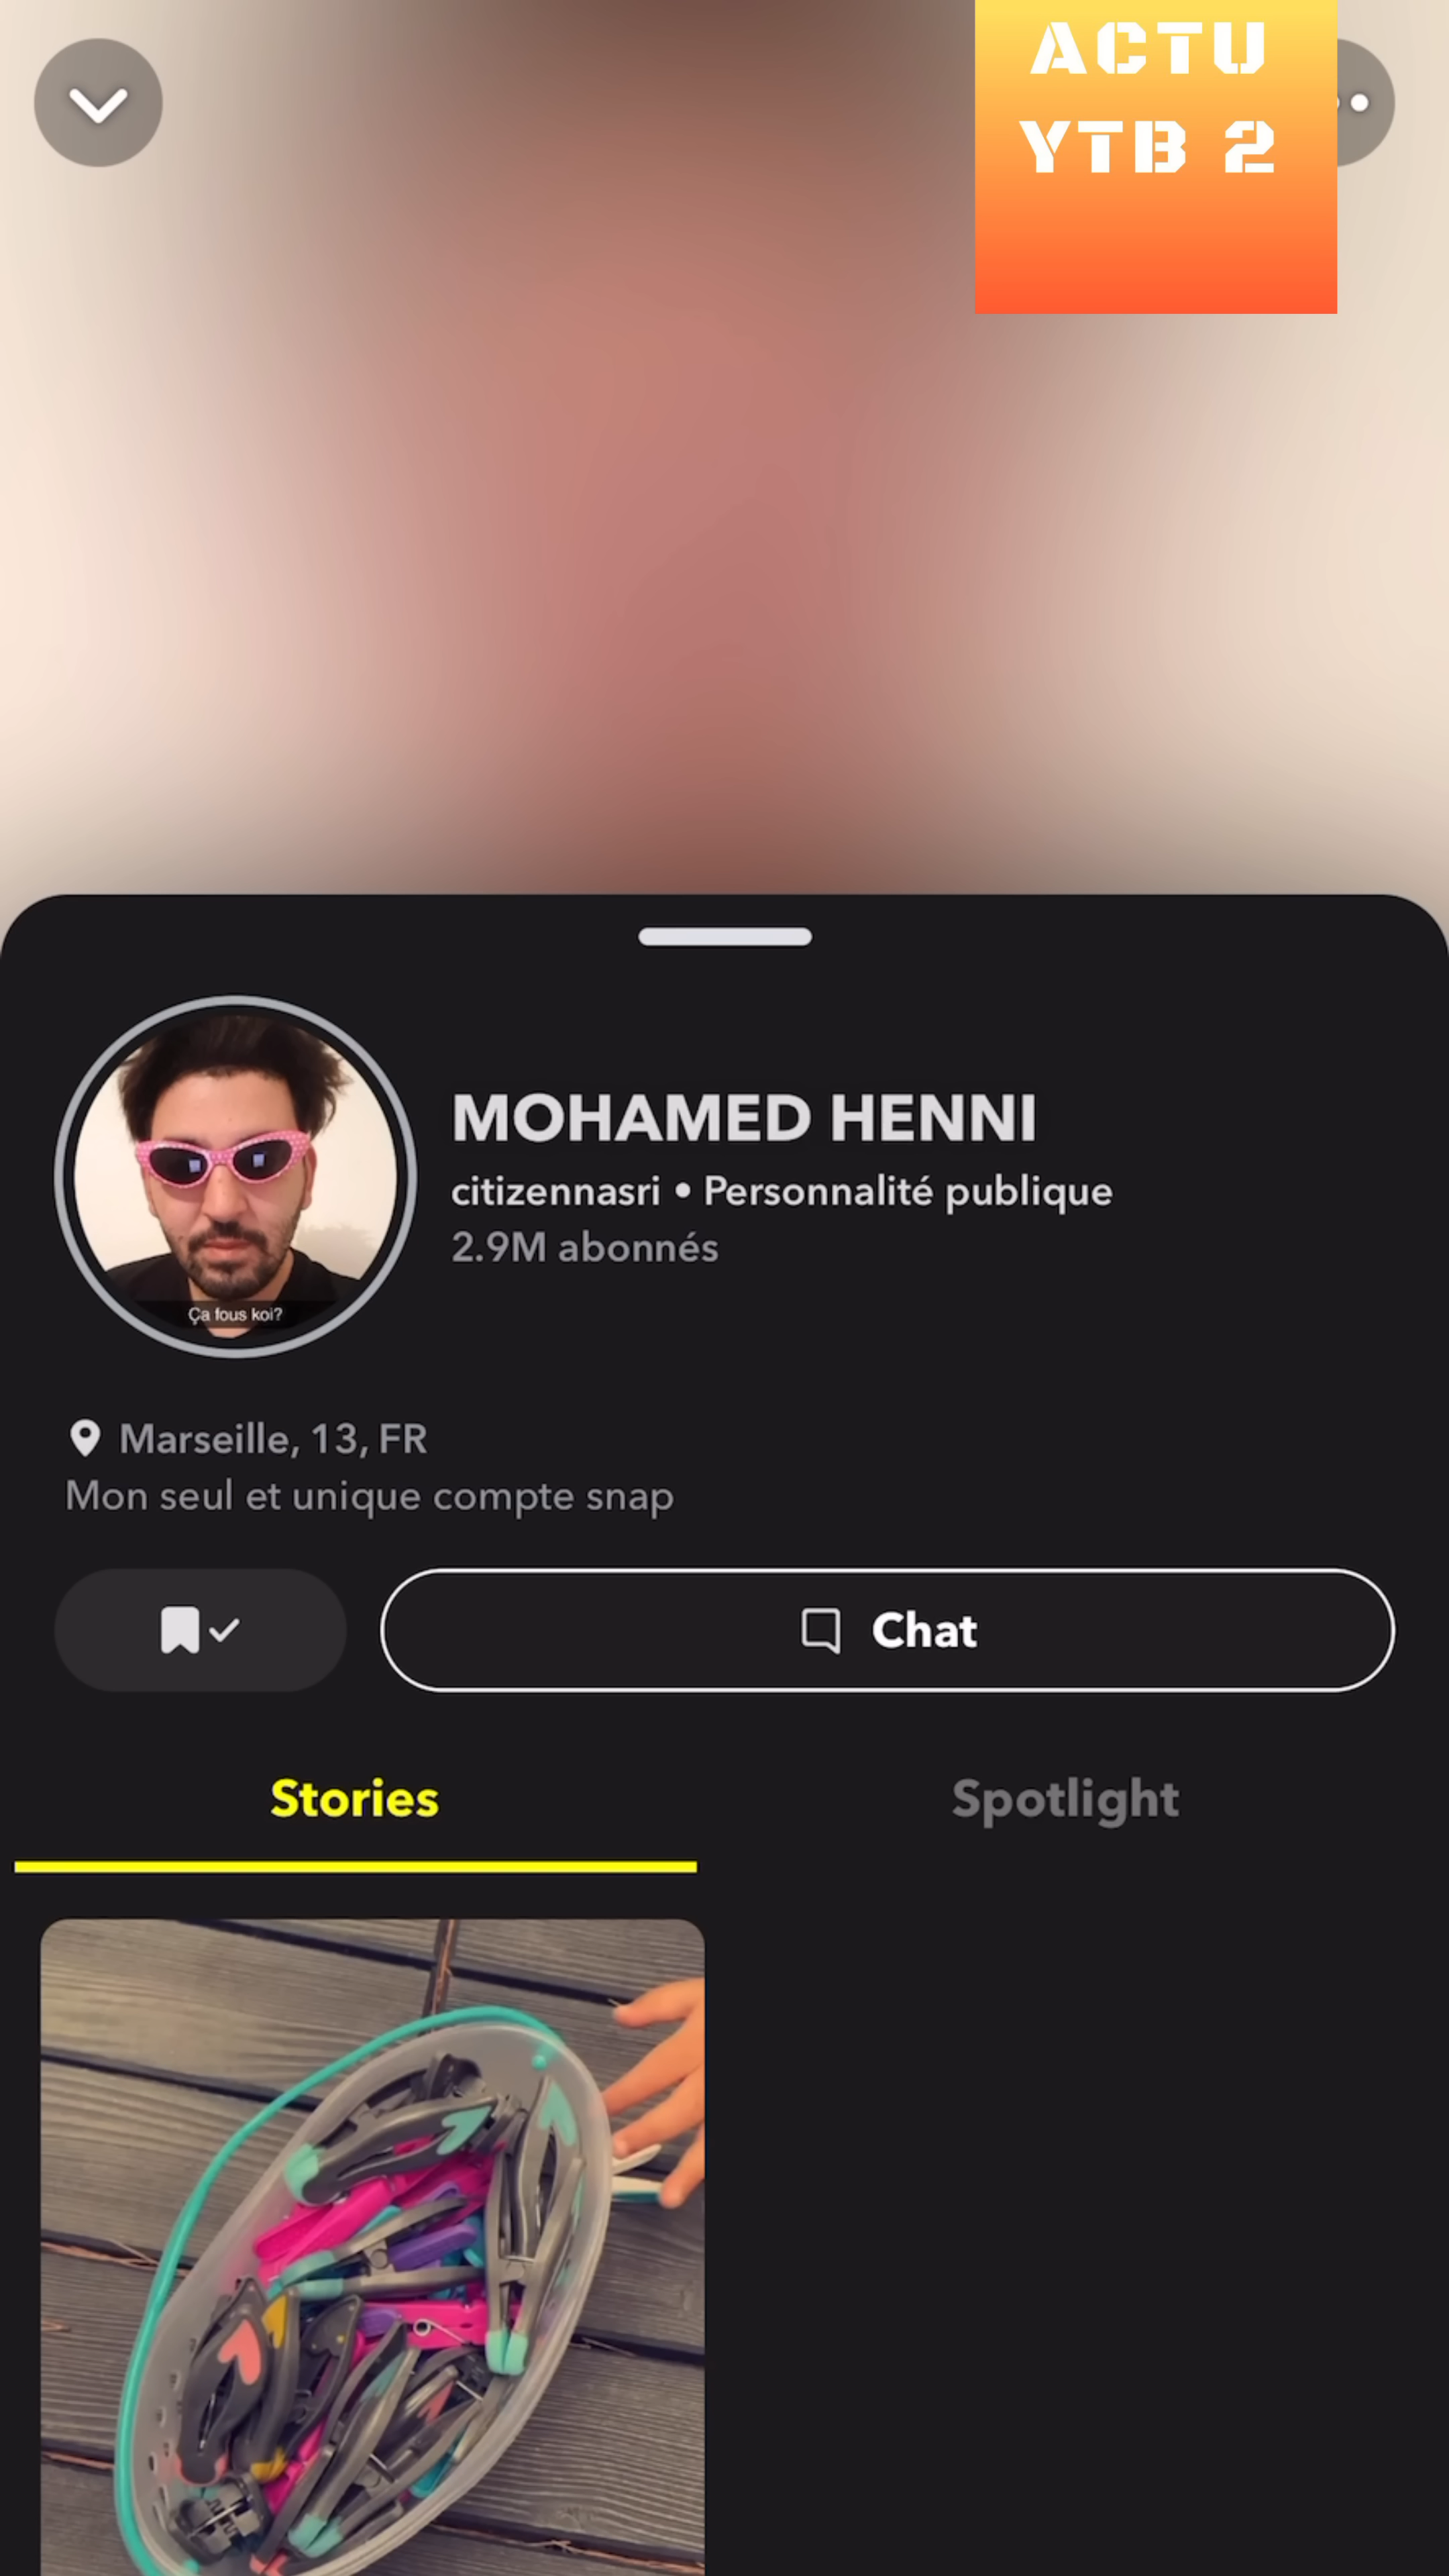 ACTU
YTB 2
MOHAMED HENNI
citizennasri • Personnalité publique
2.9M abonnés
Ça fous koi?
Marseille, 13, FR
Mon seul et unique compte snap
Chat
Stories
Spotlight